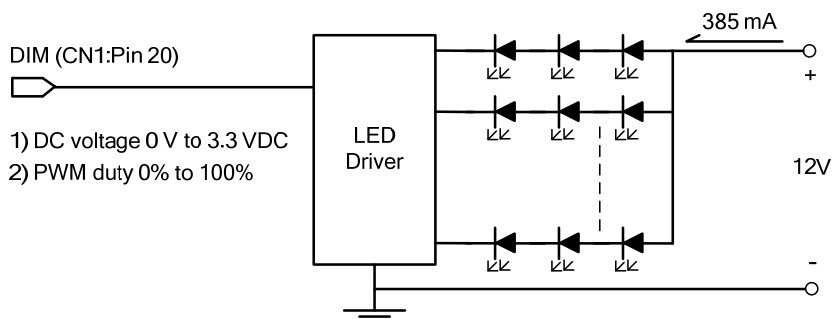 385 mA
DIM (CN1:Pin 20)
+
1) DC voltage 0 V to 3.3 VDC
2) PWM duty 0% to 100%
LED
Driver
12V
-